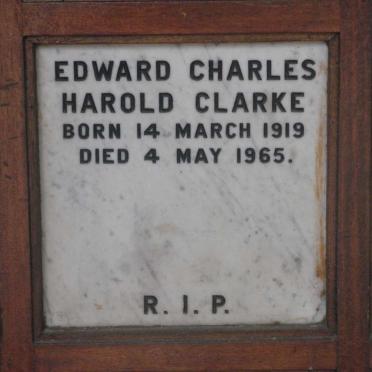 EDWARD CHARLES
HAROLD CLARKE
BORN 14 MARCH 1919
DIED 4 MAY 1965.
R. I. P.